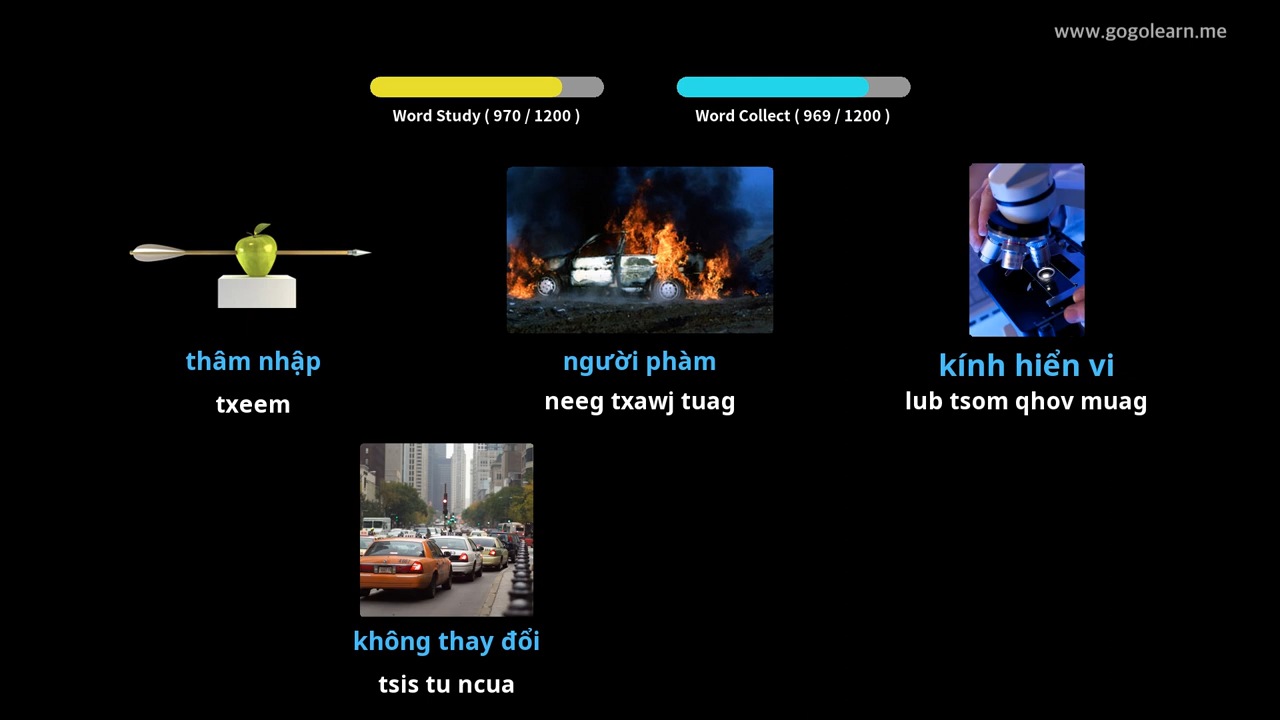 www.gogolearn.me
Word Study ( 970 / 1200 )
Word Collect ( 969 / 1200 )
thâm nhập
txeem
người phàm
neeg txawj tuag
kính hiển vi
lub tsom qhov muag
không thay đổi
tsis tu ncua